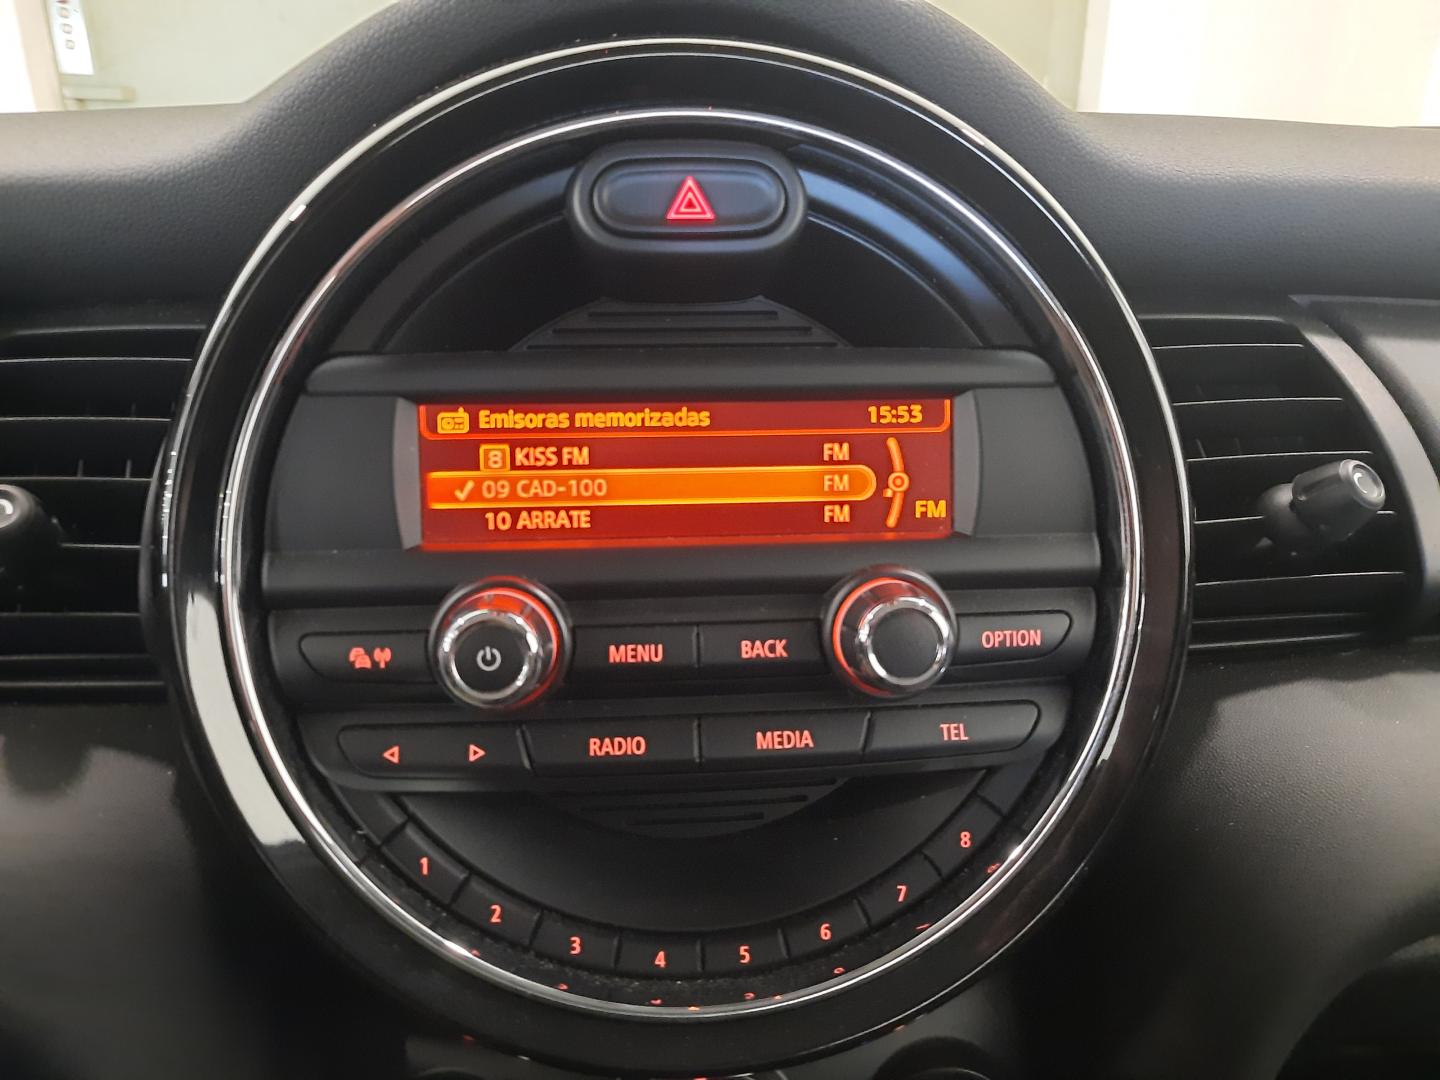 Emisoras memorizadas 15:53
8 KISS FM FM
09 CAD-100 FM
10 ARRATE FM
FM
MENU BACK OPTION
RADIO MEDIA TEL
1 2 3 4 5 6 7 8